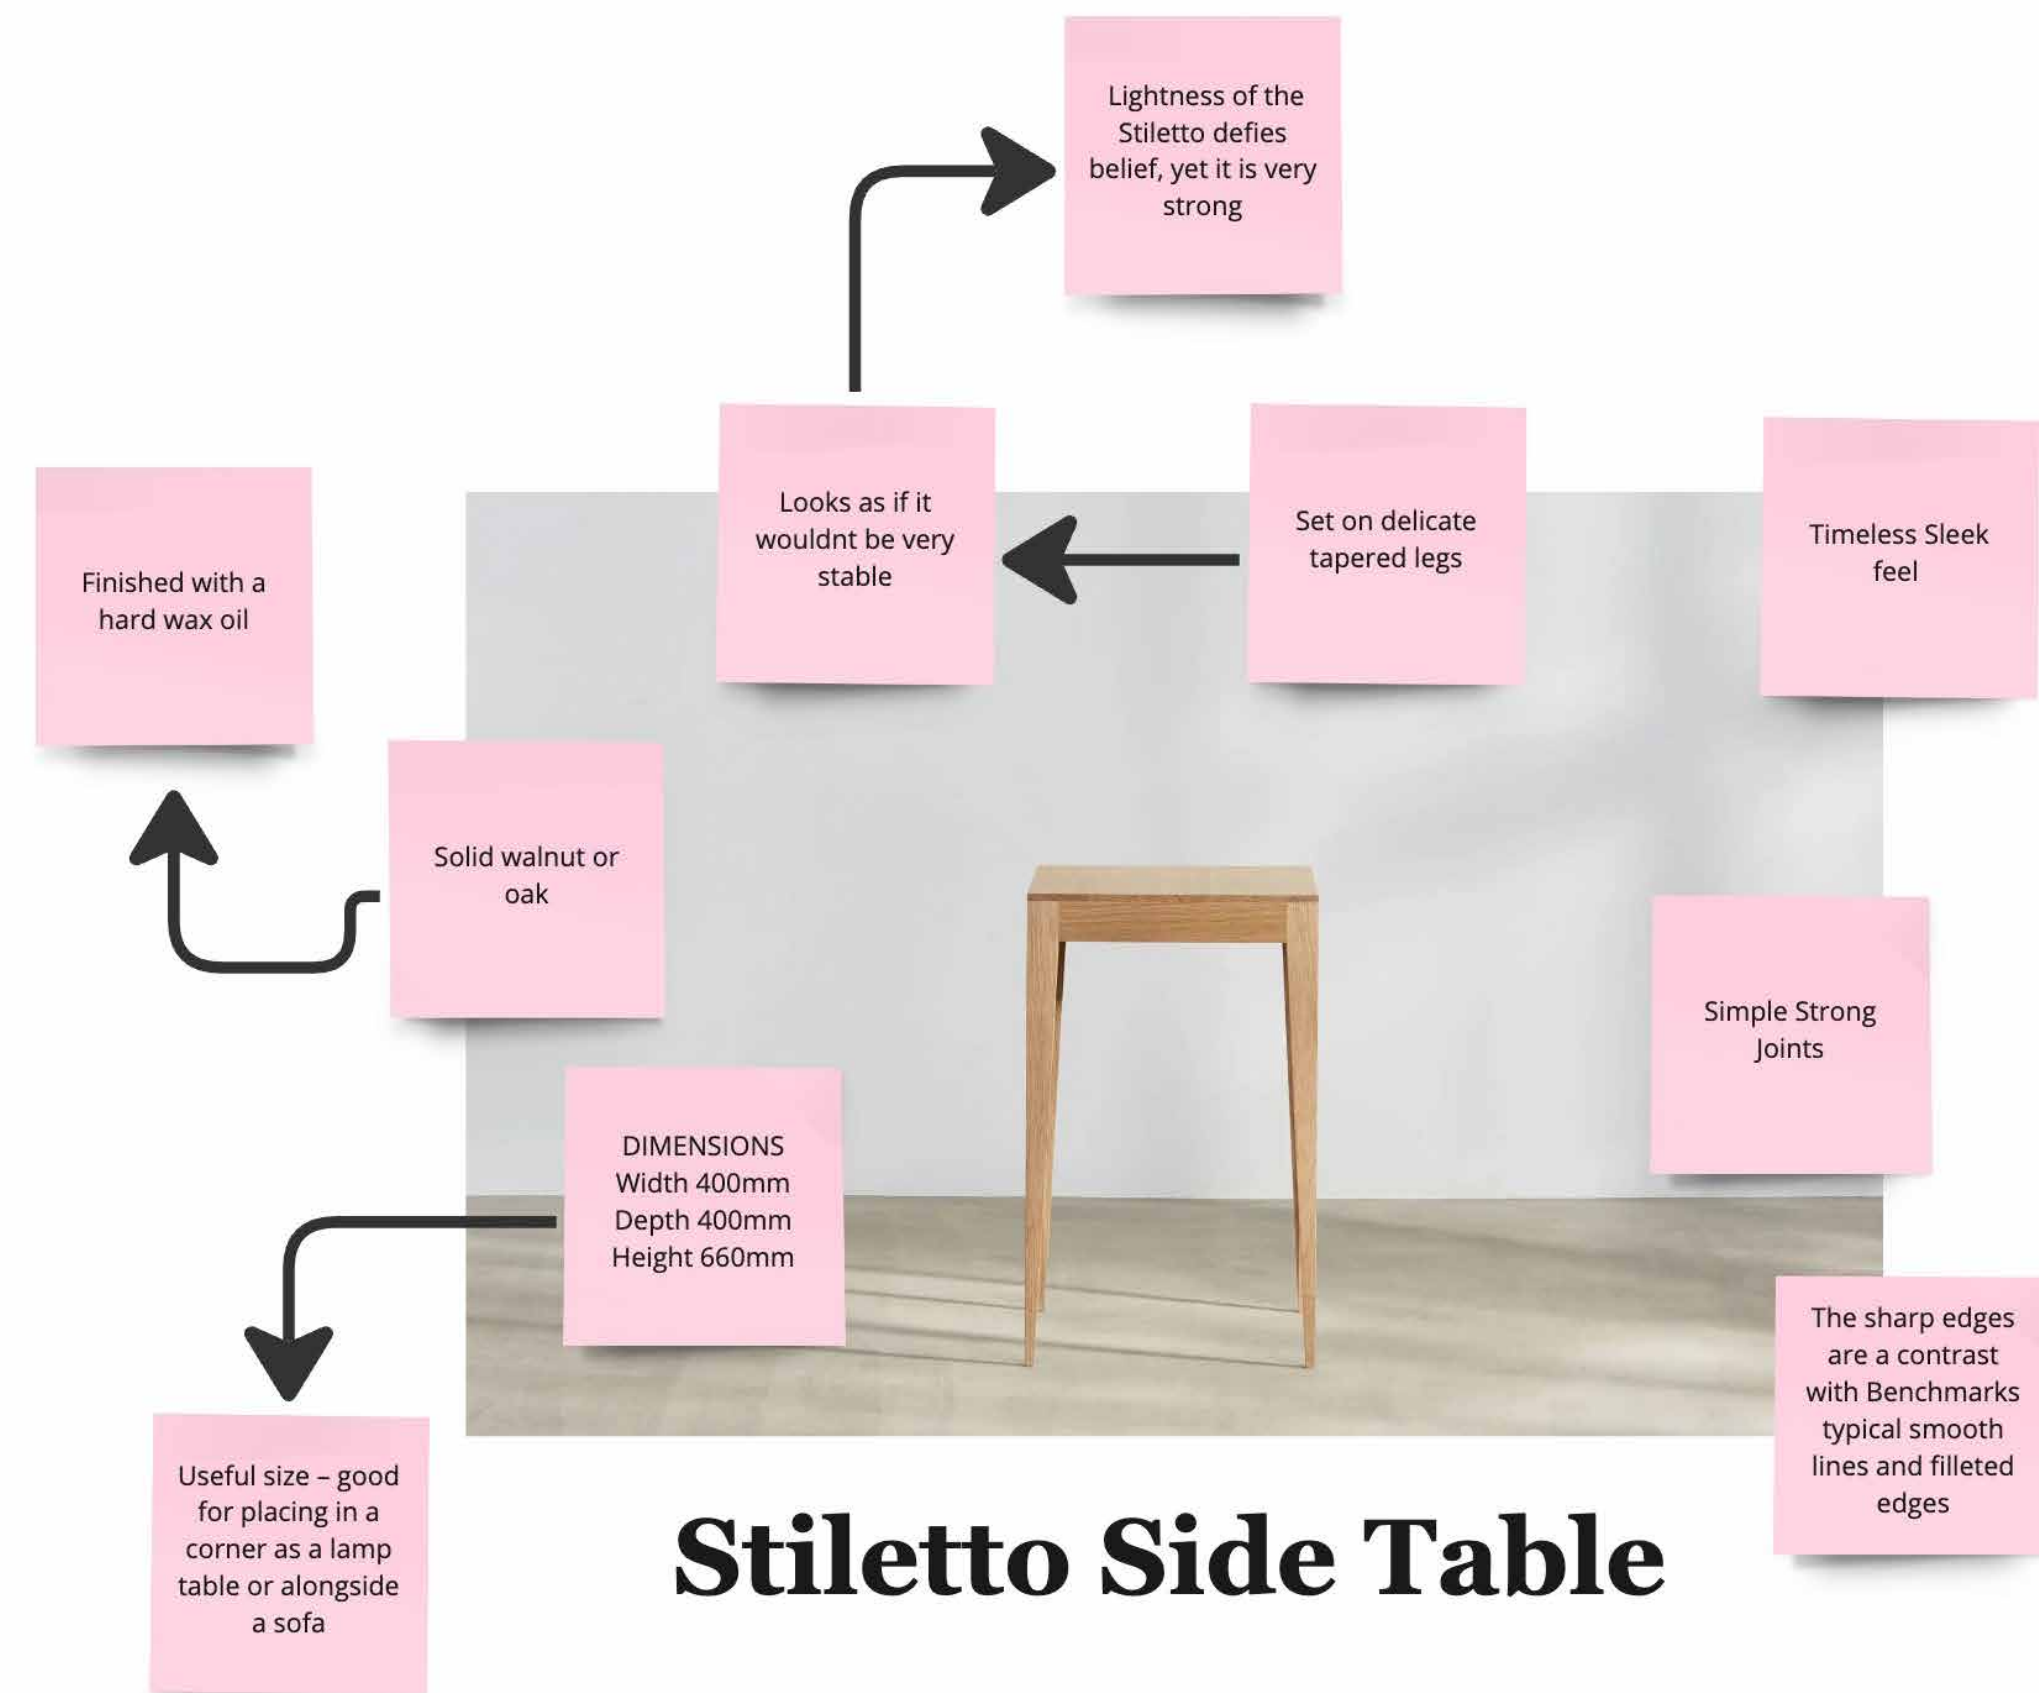 Lightness of the
Stiletto defies
belief, yet it is very
strong
Looks as if it
wouldnt be very
stable
Set on delicate
tapered legs
Timeless Sleek
feel
Finished with a
hard wax oil
Solid walnut or
oak
Simple Strong
Joints
DIMENSIONS
Width 400mm
Depth 400mm
Height 660mm
The sharp edges
are a contrast
with Benchmarks
typical smooth
lines and filleted
edges
Useful size – good
for placing in a
corner as a lamp
table or alongside
a sofa
Stiletto Side Table